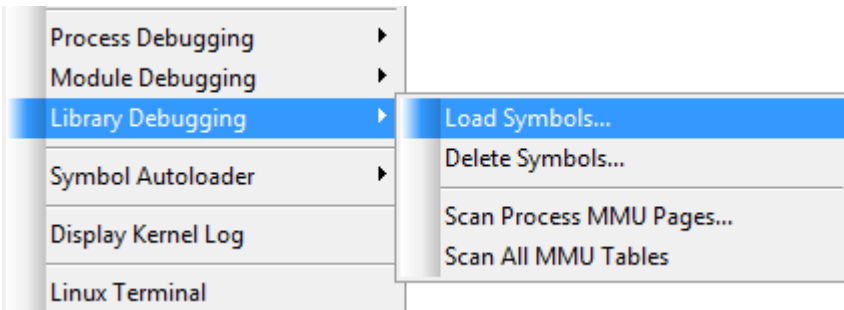 Process Debugging
Module Debugging
Library Debugging
Symbol Autoloader
Display Kernel Log
Linux Terminal
Load Symbols...
Delete Symbols...
Scan Process MMU Pages...
Scan All MMU Tables